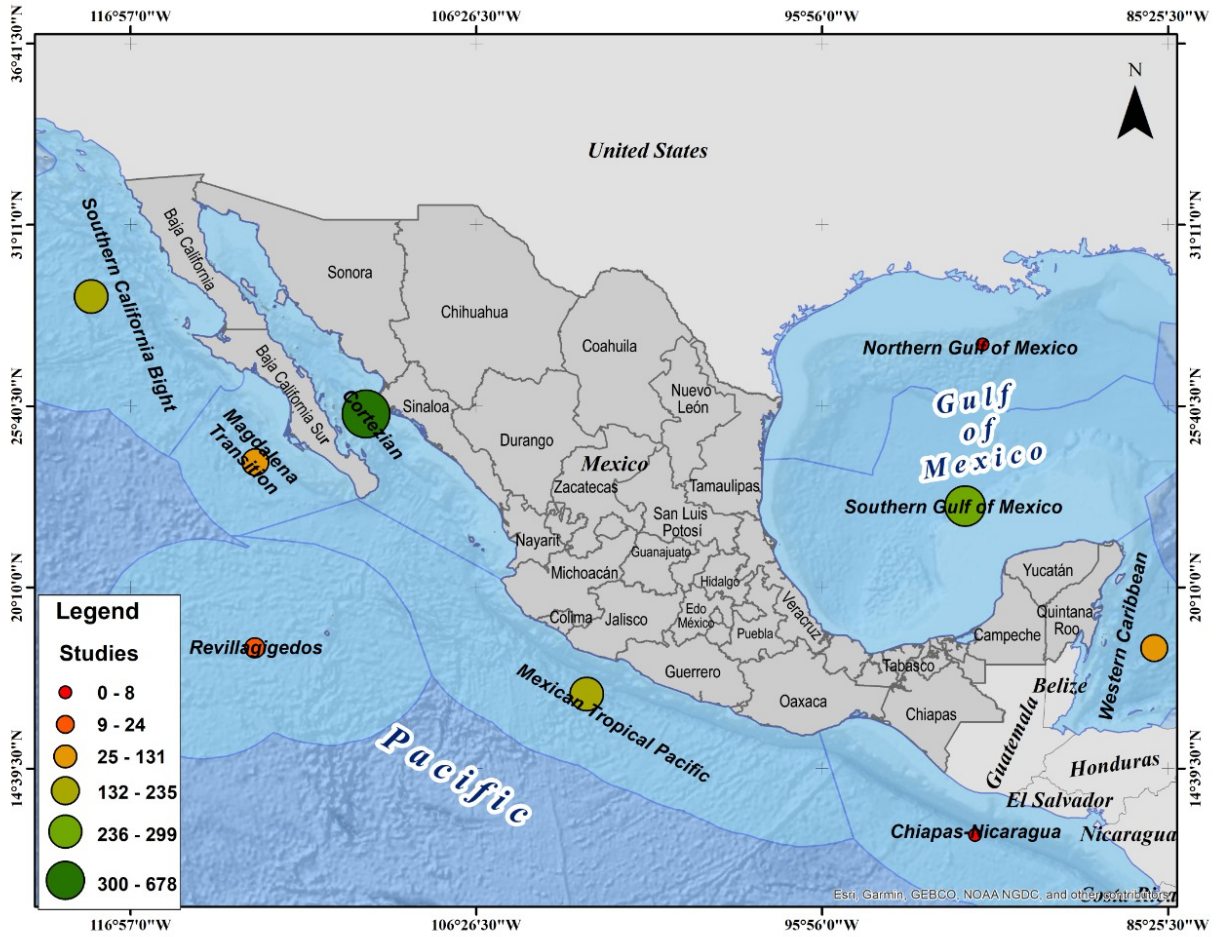 116°57'0"W
106°26'30"W
95°56'0"W
85°25'30"W
36°41'30"N
31°11'0"N
25°40'30"N
20°10'0"N
14°39'30"N
36°41'30"N
31°11'0"N
25°40'30"N
20°10'0"N
14°39'30"N
N
United States
Southern California Bight
Baja California
Sonora
Chihuahua
Coahuila
Northern Gulf of Mexico
Baja California Sur
Nuevo
León
Gulf
of
Mexico
Cortezian
Sinaloa
Magdalena
Transition
Durango
Mexico
Zacatecas
Tamaulipas
Southern Gulf of Mexico
San Luis
Potosí
Nayarit
Guanajuato
Michoacán
Hidalgo
Yucatán
Western Caribbean
Quintana
Roo
Colima
Jalisco
Edo
México
Puebla
Veracruz
Campeche
Tabasco
Revillagigedos
Guerrero
Oaxaca
Chiapas
Belize
Guatemala
Honduras
El Salvador
Nicaragua
Costa Rica
Mexican Tropical Pacific
Pacific
Chiapas-Nicaragua
Legend
Studies
0 - 8
9 - 24
25 - 131
132 - 235
236 - 299
300 - 678
Esri, Garmin, GEBCO, NOAA NGDC, and other contributors
116°57'0"W
106°26'30"W
95°56'0"W
85°25'30"W